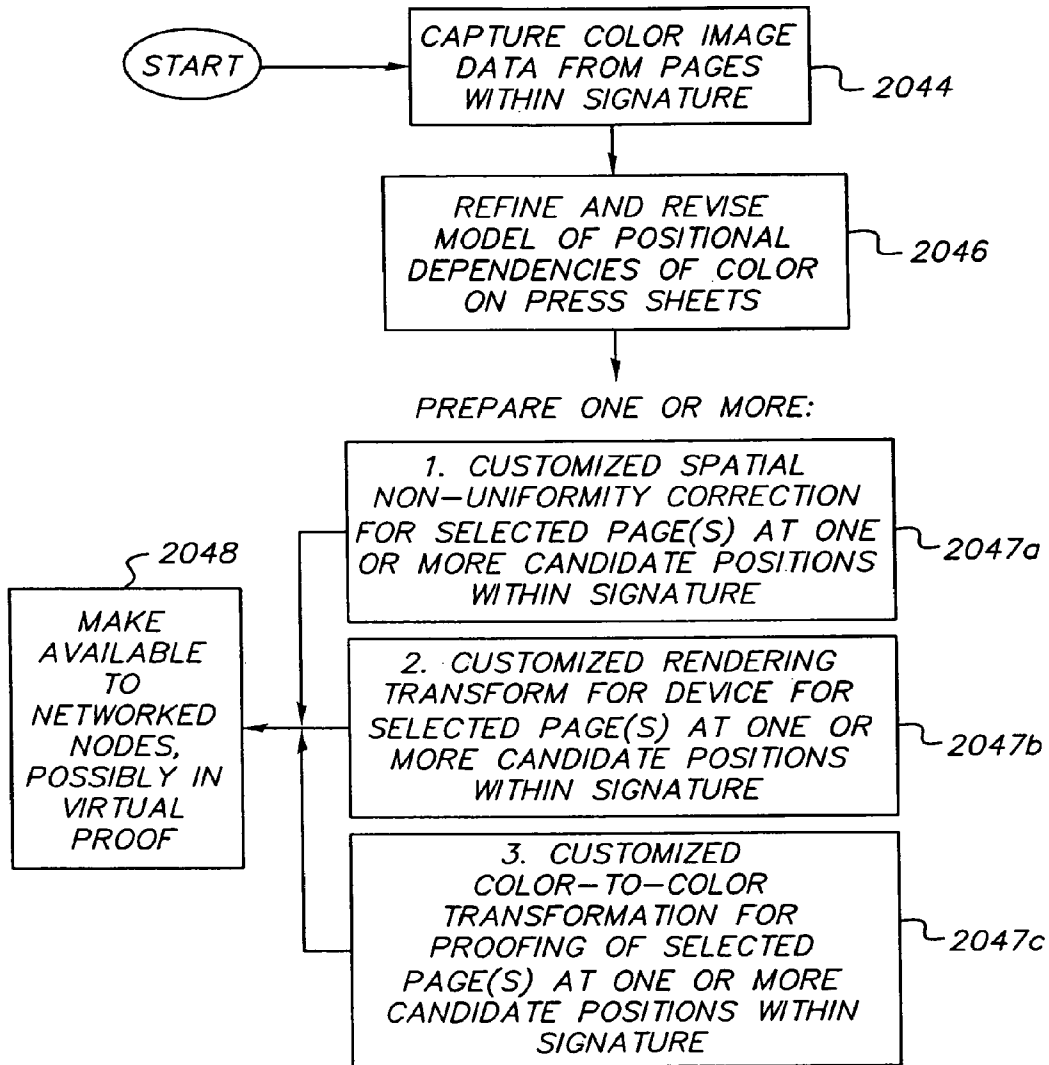 START
CAPTURE COLOR IMAGE
DATA FROM PAGES
WITHIN SIGNATURE
2044
REFINE AND REVISE
MODEL OF POSITIONAL
DEPENDENCIES OF COLOR
ON PRESS SHEETS
2046
PREPARE ONE OR MORE:
1. CUSTOMIZED SPATIAL
NON-UNIFORMITY CORRECTION
FOR SELECTED PAGE(S) AT ONE
OR MORE CANDIDATE POSITIONS
WITHIN SIGNATURE
2047a
2. CUSTOMIZED RENDERING
TRANSFORM FOR DEVICE FOR
SELECTED PAGE(S) AT ONE OR
MORE CANDIDATE POSITIONS
WITHIN SIGNATURE
2047b
3. CUSTOMIZED
COLOR-TO-COLOR
TRANSFORMATION FOR
PROOFING OF SELECTED
PAGE(S) AT ONE OR MORE
CANDIDATE POSITIONS WITHIN
SIGNATURE
2047c
2048
MAKE
AVAILABLE
TO
NETWORKED
NODES,
POSSIBLY IN
VIRTUAL
PROOF